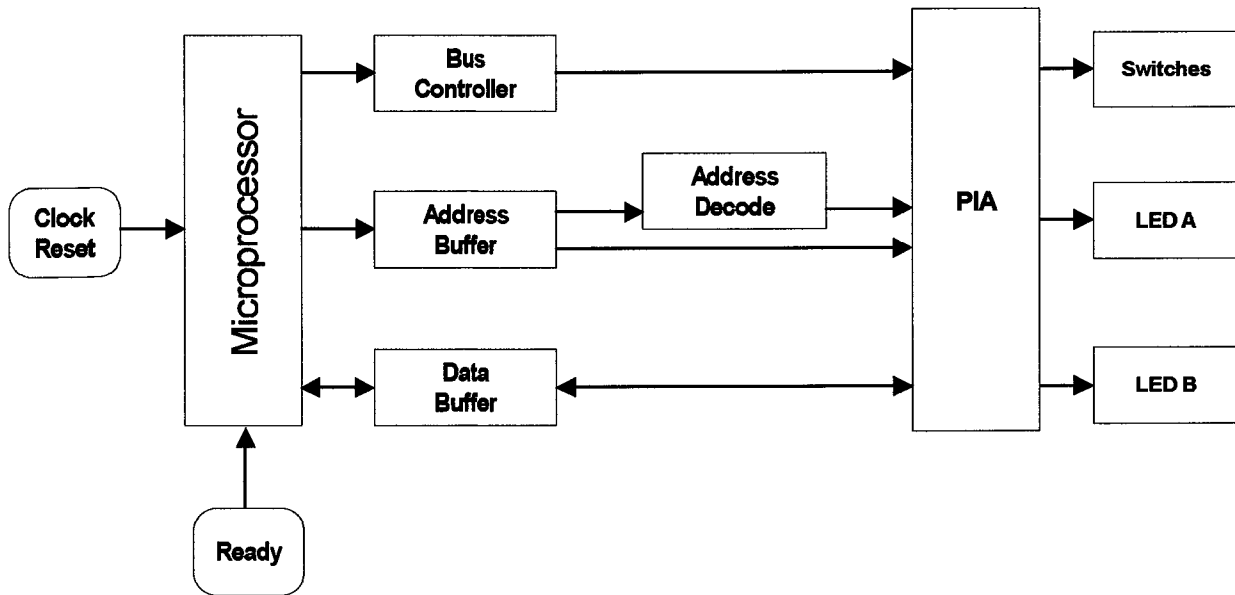 Bus
Controller
Switches
Microprocessor
Address
Decode
PIA
Clock
Reset
Address
Buffer
LED A
Data
Buffer
LED B
Ready